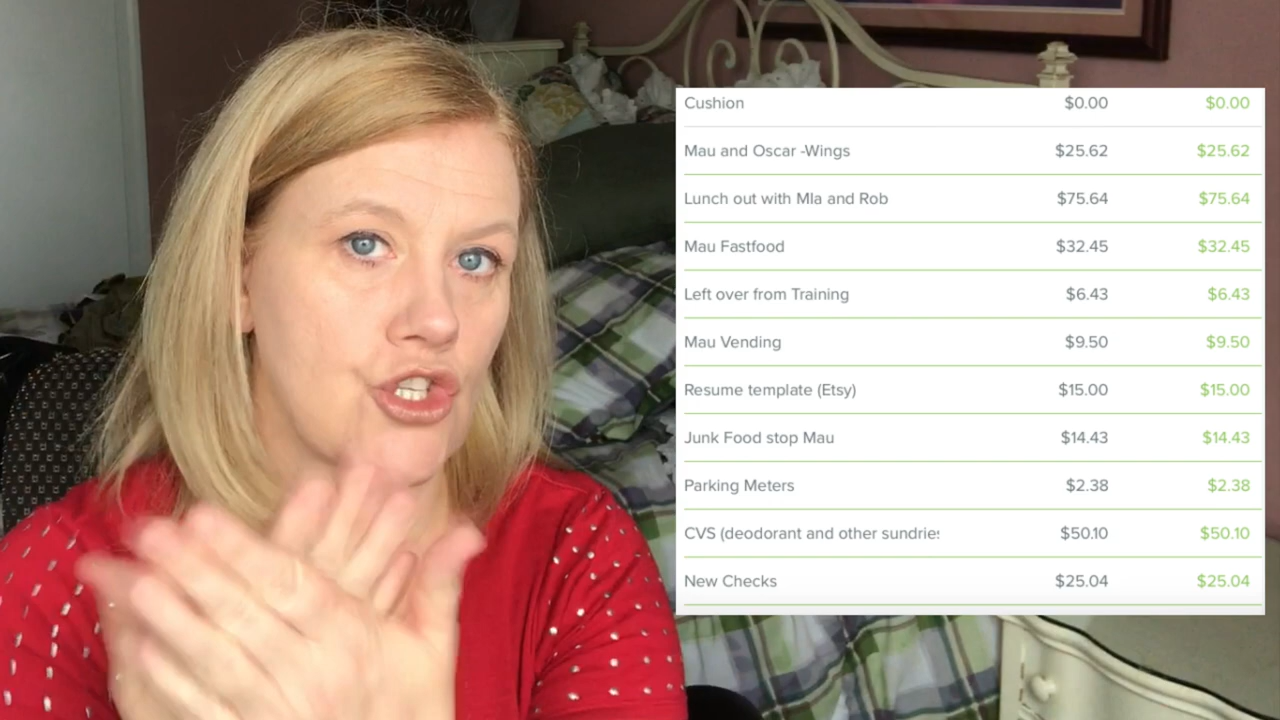 Cushion $0.00 $0.00
Mau and Oscar -Wings $25.62 $25.62
Lunch out with MIa and Rob $75.64 $75.64
Mau Fastfood $32.45 $32.45
Left over from Training $6.43 $6.43
Mau Vending $9.50 $9.50
Resume template (Etsy) $15.00 $15.00
Junk Food stop Mau $14.43 $14.43
Parking Meters $2.38 $2.38
CVS (deodorant and other sundries $50.10 $50.10
New Checks $25.04 $25.04